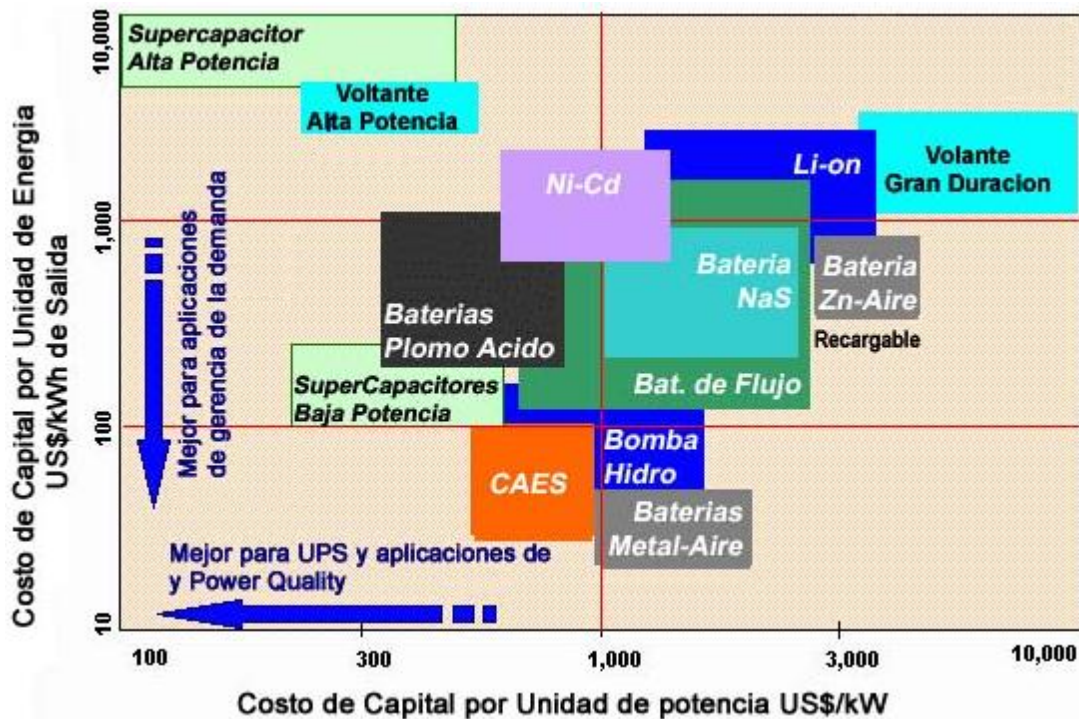 10,000
1,000
100
10
Costo de Capital por Unidad de Energia
US$/kWh de Salida
Supercapacitor
Alta Potencia
Voltante
Alta Potencia
Ni-Cd
Li-on
Volante
Gran Duracion
Mejor para aplicaciones
de gerencia de la demanda
Baterias
Plomo Acido
Bateria
NaS
Bateria
Zn-Aire
Recargable
SuperCapacitores
Baja Potencia
Bat. de Flujo
CAES
Bomba
Hidro
Baterias
Metal-Aire
Mejor para UPS y aplicaciones de
y Power Quality
100
300
1,000
3,000
10,000
Costo de Capital por Unidad de potencia US$/kW